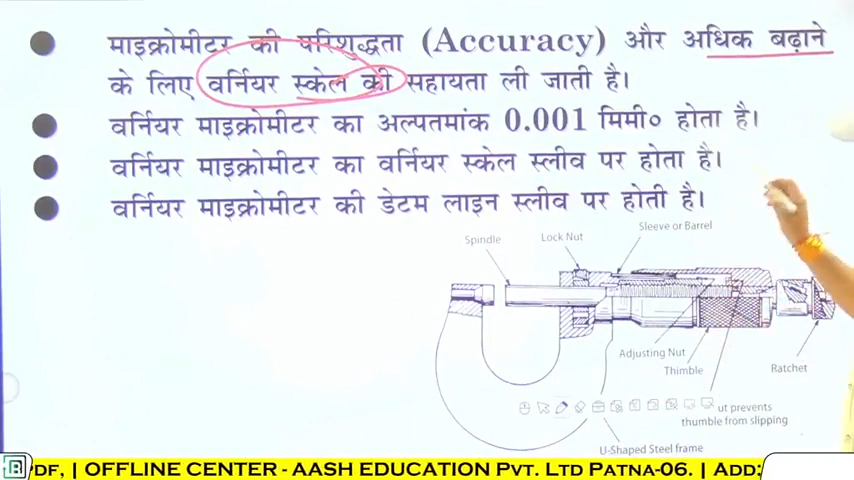 माइक्रोमीटर की परिशुद्धता (Accuracy) और अधिक बढ़ाने
के लिए वर्नियर स्केल की सहायता ली जाती है।
वर्नियर माइक्रोमीटर का अल्पतमांक 0.001 मिमी० होता है।
वर्नियर माइक्रोमीटर का वर्नियर स्केल स्लीव पर होता है।
वर्नियर माइक्रोमीटर की डेटम लाइन स्लीव पर होती है।
Sleeve or Barrel
Spindle
Lock Nut
Adjusting Nut
Thimble
Ratchet
ut prevents
thumble from slipping
U-Shaped Steel frame
PDF, | OFFLINE CENTER - AASH EDUCATION PVT. LTD PATNA-06. | ADD: